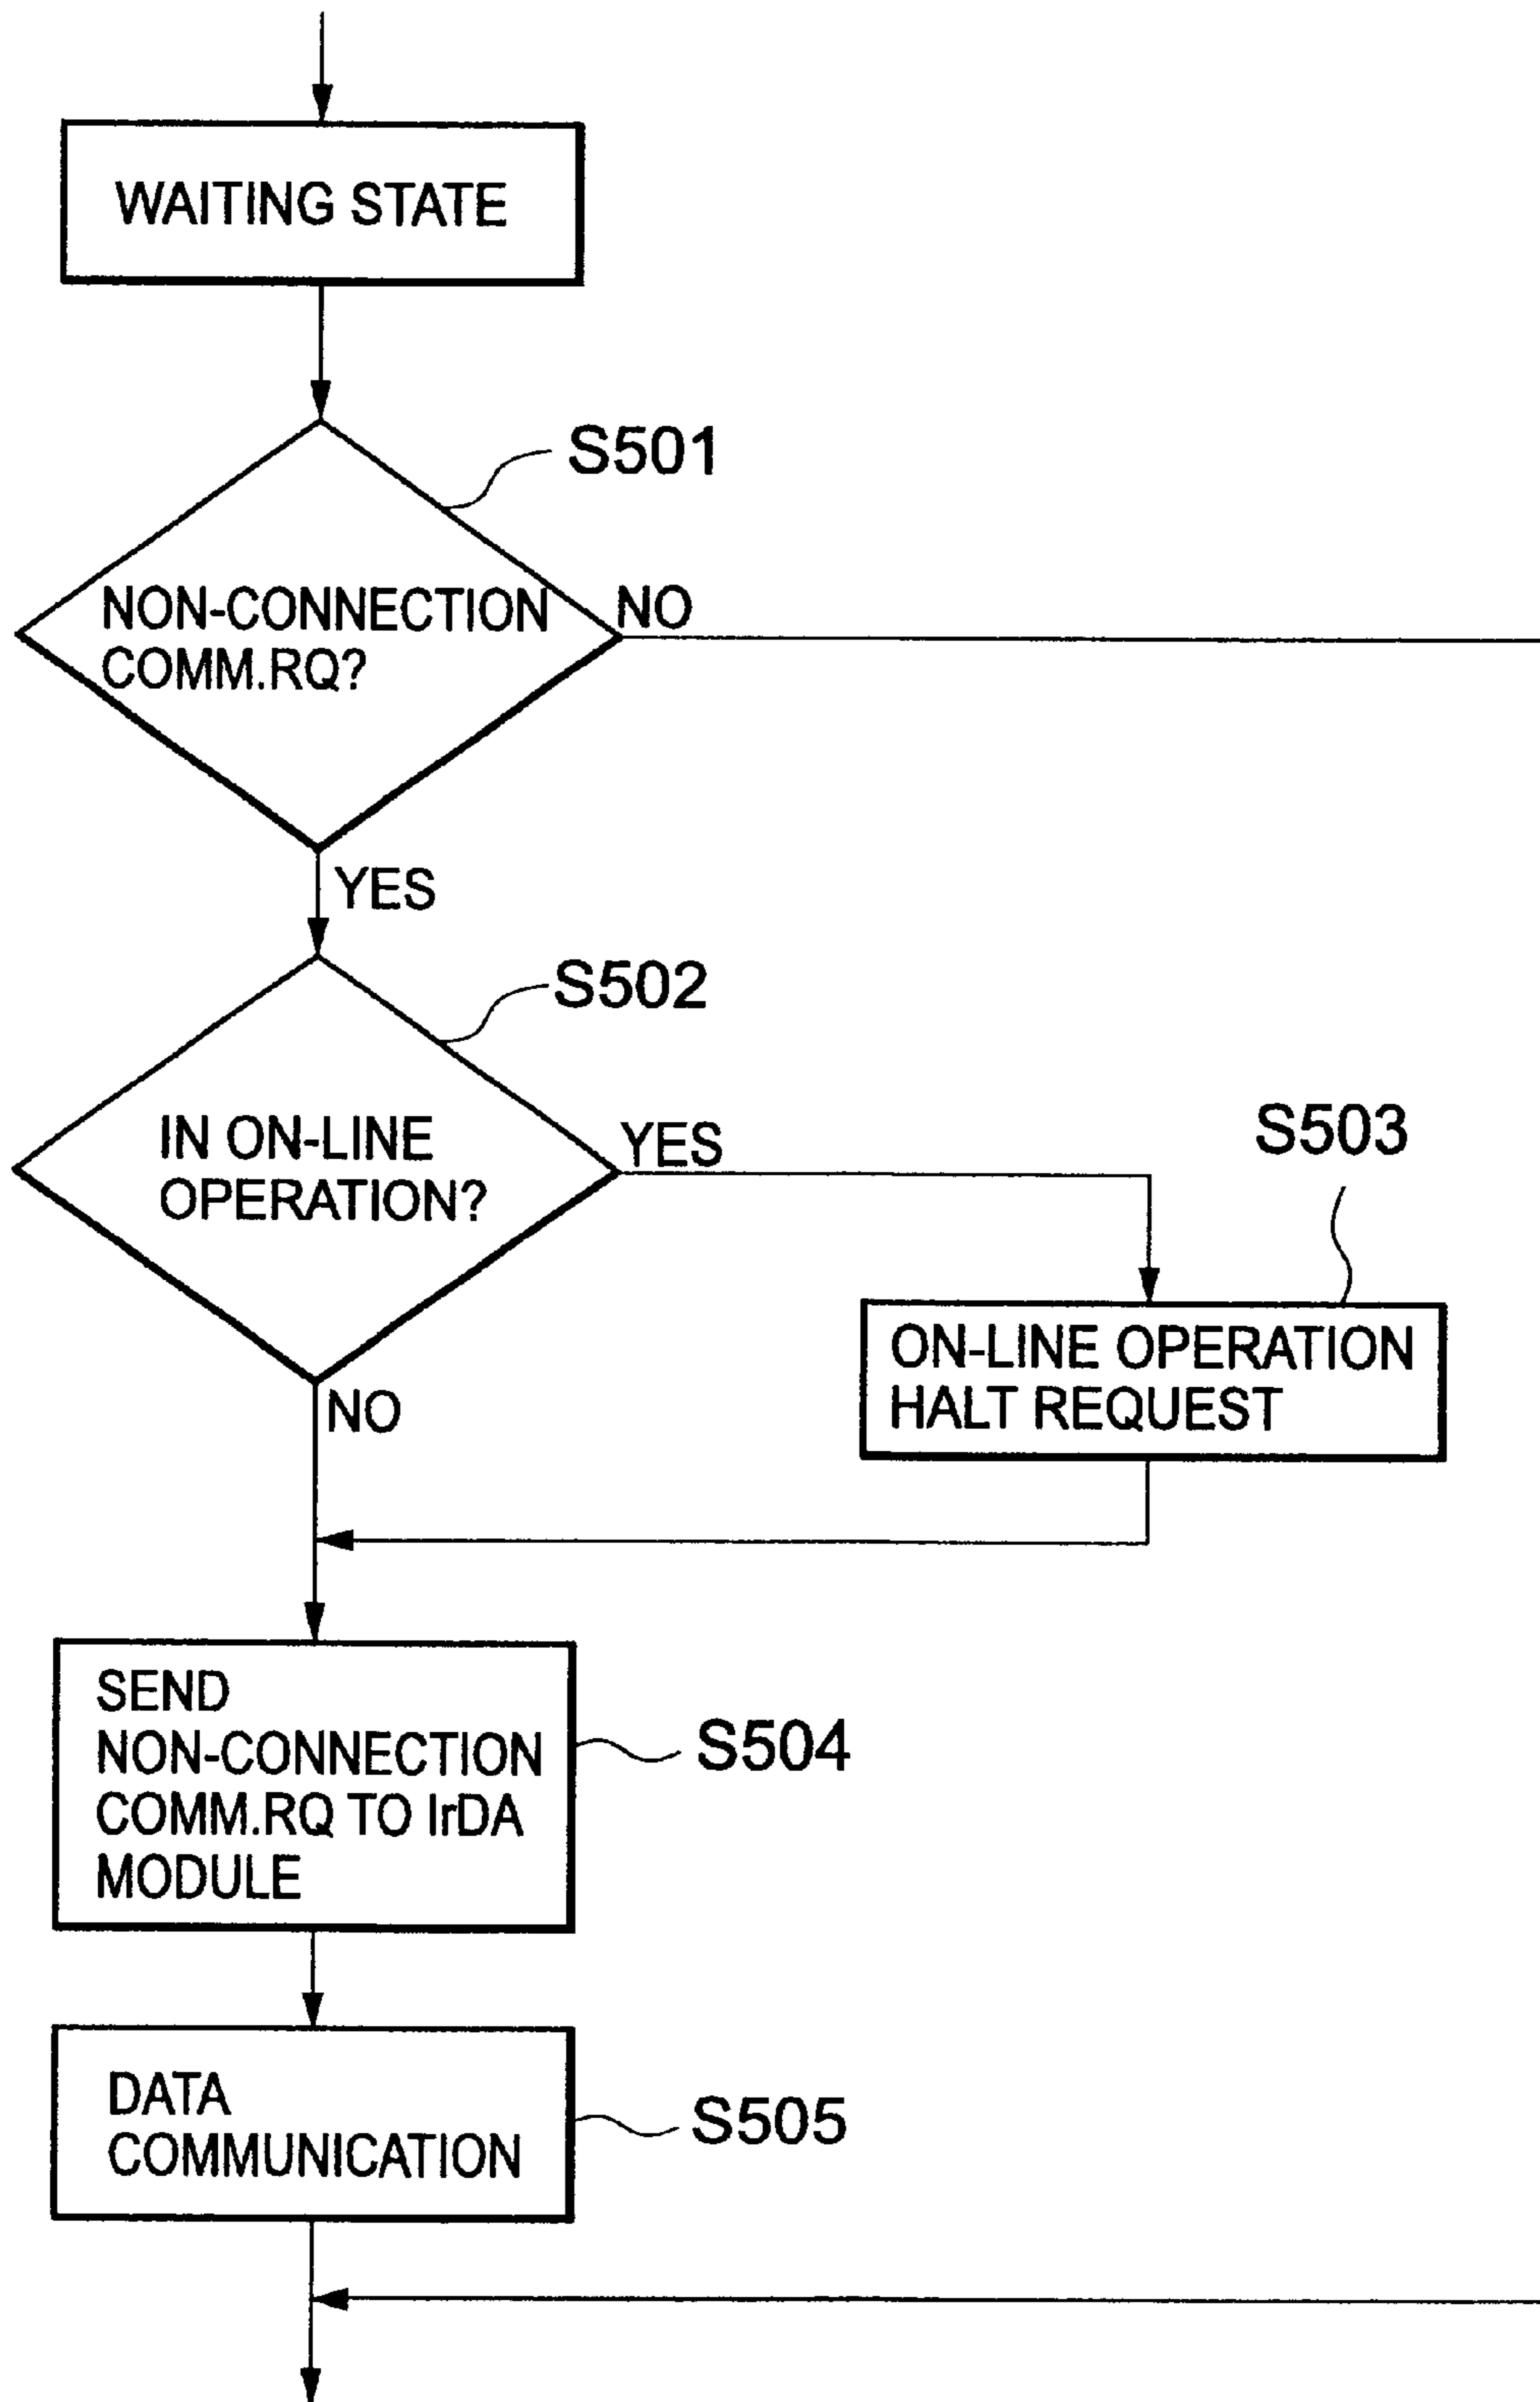 WAITING STATE
S501
NON-CONNECTION
COMM.RQ?
NO
YES
S502
IN ON-LINE
OPERATION?
YES
S503
ON-LINE OPERATION
HALT REQUEST
NO
SEND
NON-CONNECTION
COMM.RQ TO IrDA
MODULE
S504
DATA
COMMUNICATION
S505